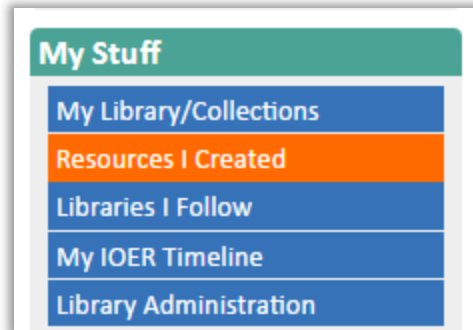 My Stuff
My Library/Collections
Resources I Created
Libraries I Follow
My IOER Timeline
Library Administration